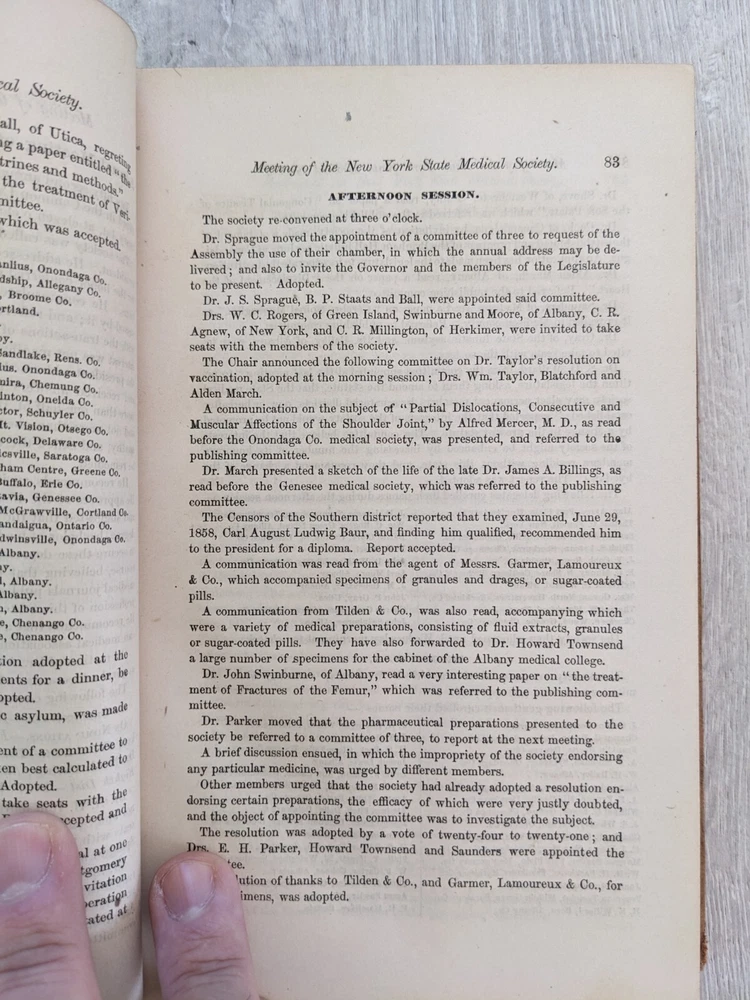 cal Society.
all, of Utica, regreting
ng a paper entitled "the
trines and methods."
the treatment of Veri.
mittee.
which was accepted.
anlius, Onondaga Co.
dship, Allegany Co.
, Broome Co.
rtland.
y.
Sandlake, Rens. Co.
lus. Onondaga Co.
mira, Chemung Co.
linton, Oneida Co.
ctor, Schuyler Co.
Mt. Vision, Otsego Co.
cock, Delaware Co.
icsville, Saratoga Co.
ham Centre, Greene Co.
Buffalo, Erie Co.
tavia, Genessee Co.
McGrawville, Cortland Co.
andaigua, Ontario Co.
dwinsville, Onondaga Co.
Albany.
ny.
l, Albany.
Albany.
n, Albany.
e, Chenango Co.
e, Chenango Co.
tion adopted at the
ents for a dinner, be
opted.
c asylum, was made
ent of a committee to
en best calculated to
Adopted.
take seats with the
cepted and
al at one
tgomery
vitation
peration
ated at
Meeting of the New York State Medical Society. 83
AFTERNOON SESSION.
The society re-convened at three o'clock.
Dr. Sprague moved the appointment of a committee of three to request of the
Assembly the use of their chamber, in which the annual address may be de-
livered; and also to invite the Governor and the members of the Legislature
to be present. Adopted.
Dr. J. S. Sprague, B. P. Staats and Ball, were appointed said committee.
Drs. W. C. Rogers, of Green Island, Swinburne and Moore, of Albany, C. R.
Agnew, of New York, and C. R. Millington, of Herkimer, were invited to take
seats with the members of the society.
The Chair announced the following committee on Dr. Taylor's resolution on
vaccination, adopted at the morning session; Drs. Wm. Taylor, Blatchford and
Alden March.
A communication on the subject of "Partial Dislocations, Consecutive and
Muscular Affections of the Shoulder Joint," by Alfred Mercer, M. D., as read
before the Onondaga Co. medical society, was presented, and referred to the
publishing committee.
Dr. March presented a sketch of the life of the late Dr. James A. Billings, as
read before the Genesee medical society, which was referred to the publishing
committee.
The Censors of the Southern district reported that they examined, June 29,
1858, Carl August Ludwig Baur, and finding him qualified, recommended him
to the president for a diploma. Report accepted.
A communication was read from the agent of Messrs. Garmer, Lamoureux
& Co., which accompanied specimens of granules and drages, or sugar-coated
pills.
A communication from Tilden & Co., was also read, accompanying which
were a variety of medical preparations, consisting of fluid extracts, granules
or sugar-coated pills. They have also forwarded to Dr. Howard Townsend
a large number of specimens for the cabinet of the Albany medical college.
Dr. John Swinburne, of Albany, read a very interesting paper on "the treat-
ment of Fractures of the Femur," which was referred to the publishing com-
mittee.
Dr. Parker moved that the pharmaceutical preparations presented to the
society be referred to a committee of three, to report at the next meeting.
A brief discussion ensued, in which the impropriety of the society endorsing
any particular medicine, was urged by different members.
Other members urged that the society had already adopted a resolution en-
dorsing certain preparations, the efficacy of which were very justly doubted,
and the object of appointing the committee was to investigate the subject.
The resolution was adopted by a vote of twenty-four to twenty-one; and
Drs. E. H. Parker, Howard Townsend and Saunders were appointed the
tee.
lution of thanks to Tilden & Co., and Garmer, Lamoureux & Co., for
imens, was adopted.